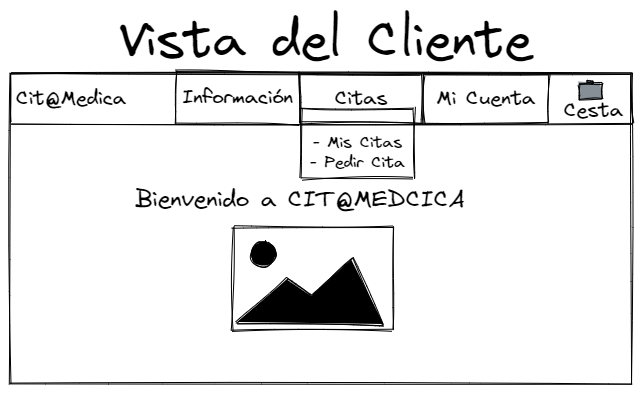 Vista del Cliente
Cit@Medica
Información
Citas
Mi Cuenta
Cesta
- Mis Citas
- Pedir Cita
Bienvenido a CIT@MEDCICA